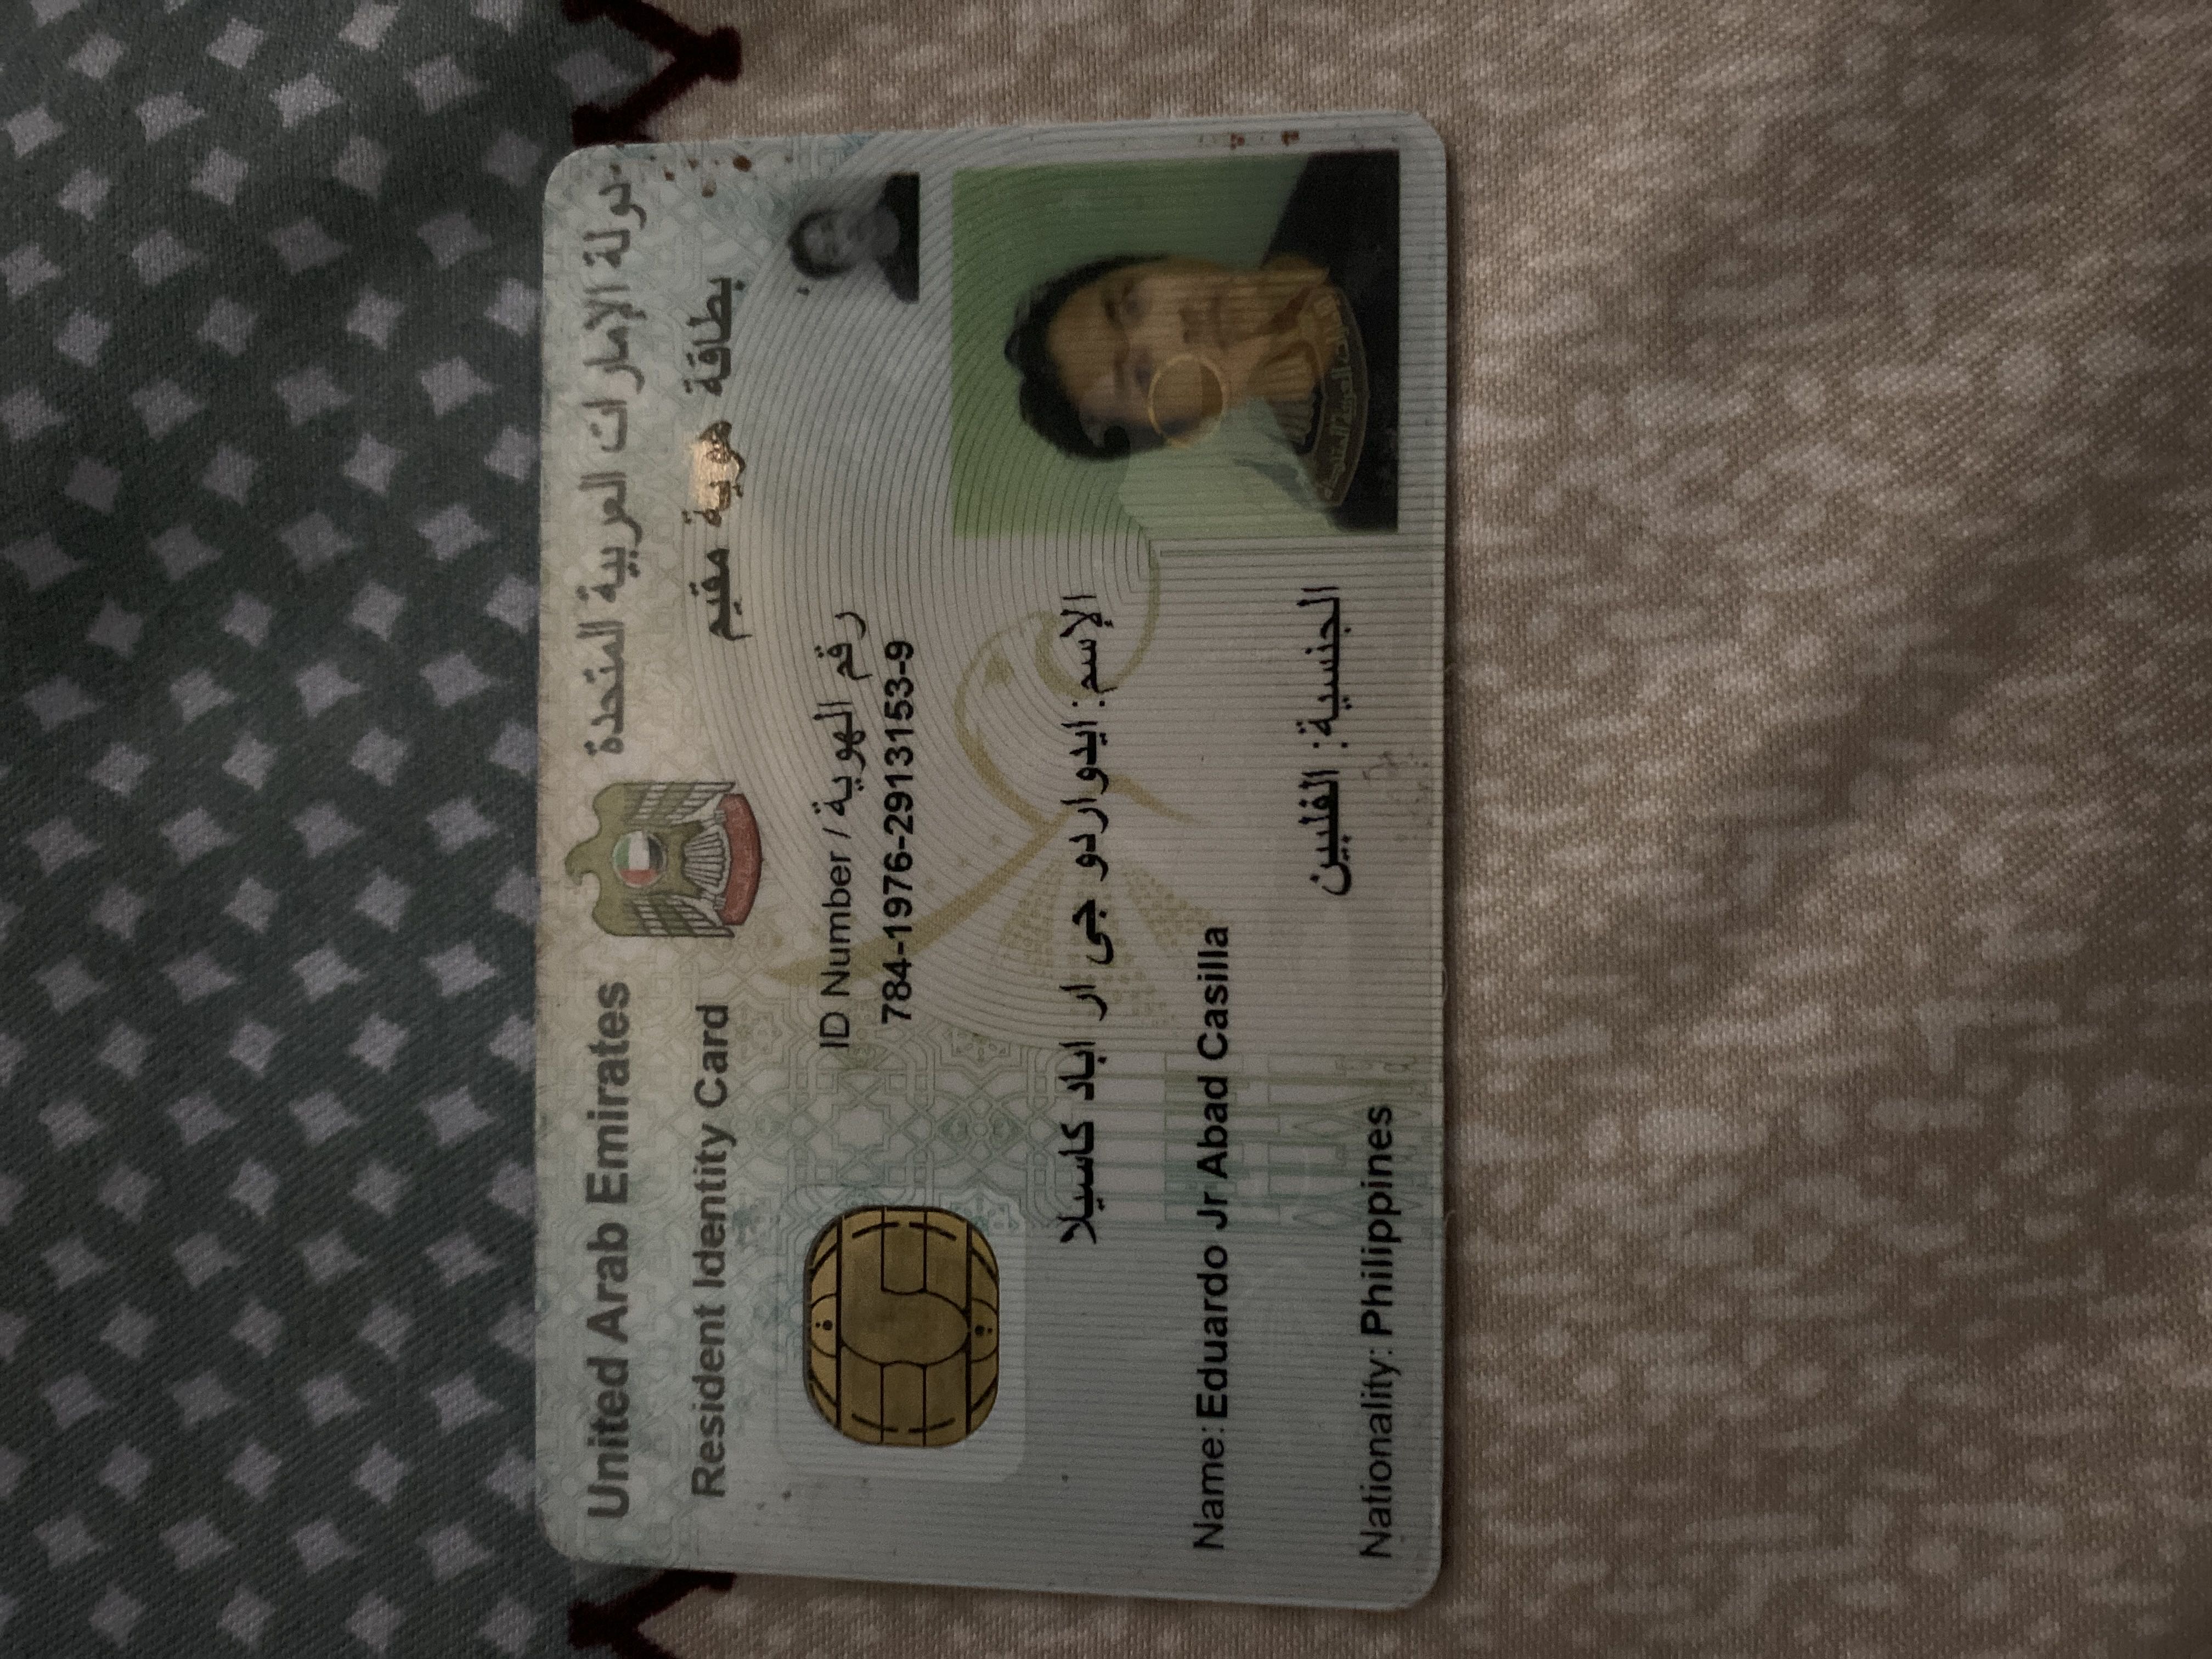 United Arab Emirates
دولة الإمارات العربية المتحدة
Resident Identity Card
بطاقة هوية مقيم
ID Number / رقم الهوية
784-1976-2913153-9
الإسم: ايدواردو جى ار اباد كاسيلا
Name: Eduardo Jr Abad Casilla
الجنسية: الفلبين
Nationality: Philippines